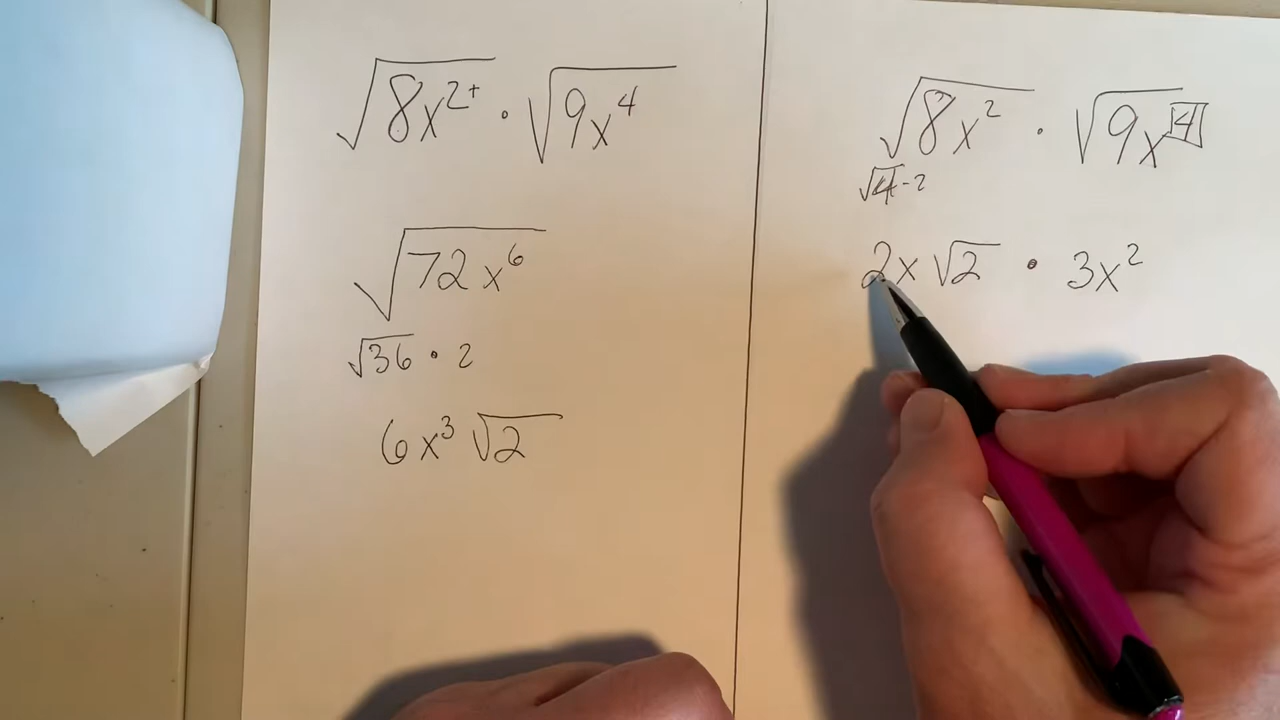 √8x²⁺ · √9x⁴
√72x⁶
√36 · 2
6x³√2
√8x² · √9x⁴
√4 - 2
2x√2 · 3x²